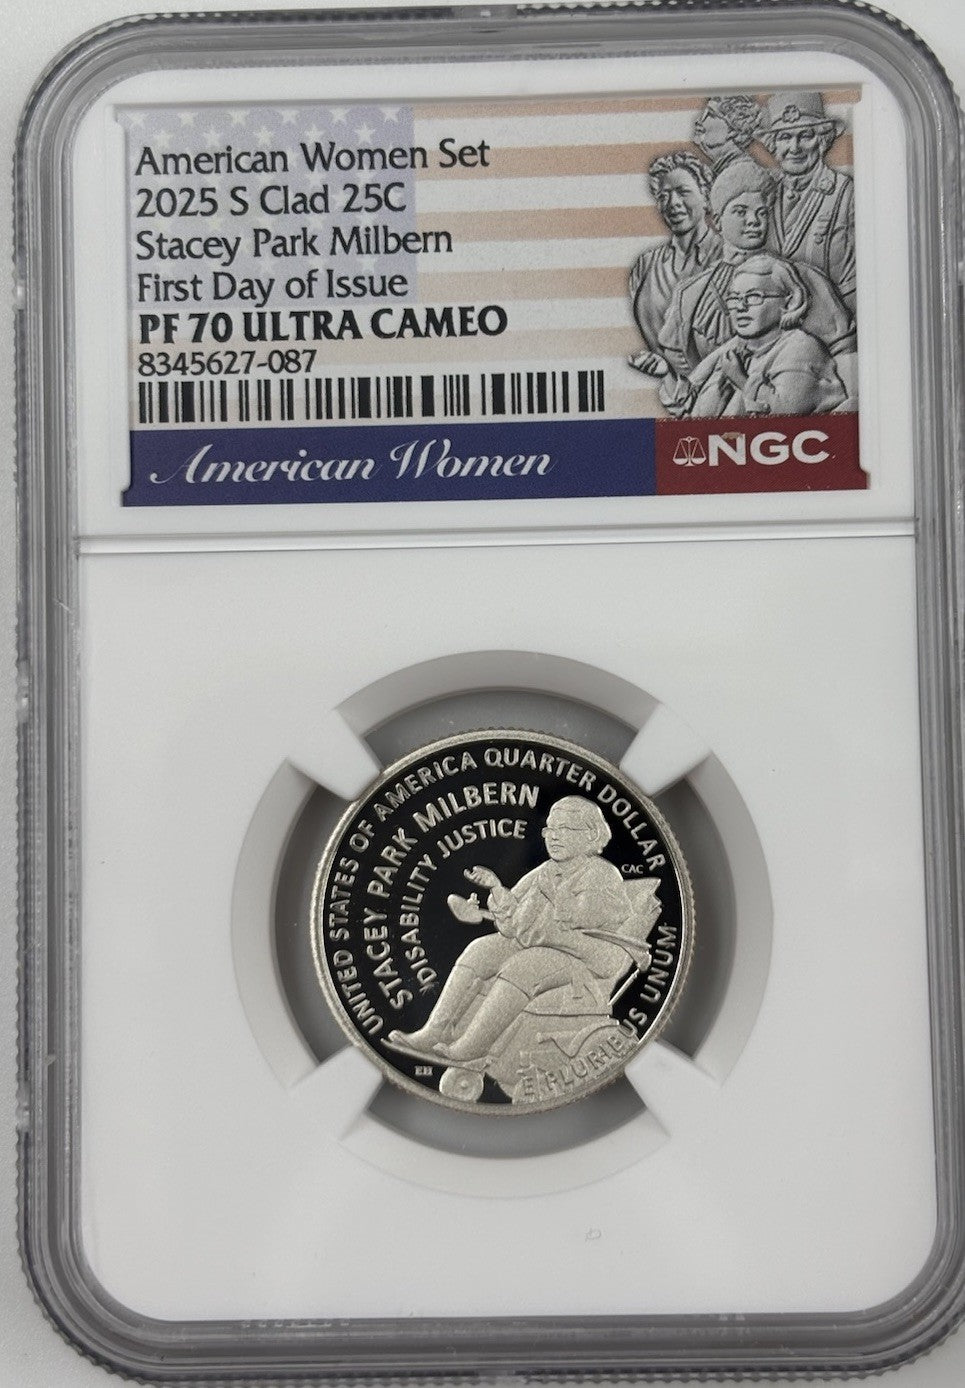 American Women Set
2025 S Clad 25C
Stacey Park Milbern
First Day of Issue
PF 70 ULTRA CAMEO
8345627-087
American Women
NGC
UNITED STATES OF AMERICA QUARTER DOLLAR
STACEY PARK MILBERN
DISABILITY JUSTICE
CAC
EH
E PLURIBUS UNUM